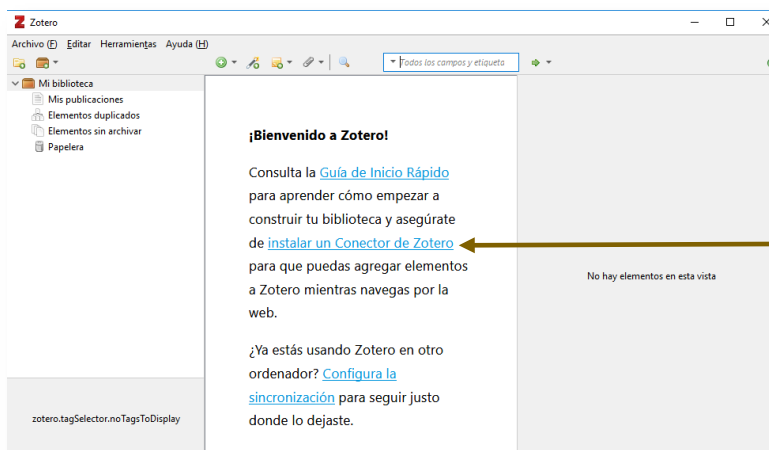 Zotero
Archivo (F) Editar Herramientas Ayuda (H)
Todos los campos y etiqueta
Mi biblioteca
Mis publicaciones
Elementos duplicados
Elementos sin archivar
Papelera
zotero.tagSelector.noTagsToDisplay
¡Bienvenido a Zotero!
Consulta la Guía de Inicio Rápido
para aprender cómo empezar a
construir tu biblioteca y asegúrate
de instalar un Conector de Zotero
para que puedas agregar elementos
a Zotero mientras navegas por la
web.
¿Ya estás usando Zotero en otro
ordenador? Configura la
sincronización para seguir justo
donde lo dejaste.
No hay elementos en esta vista